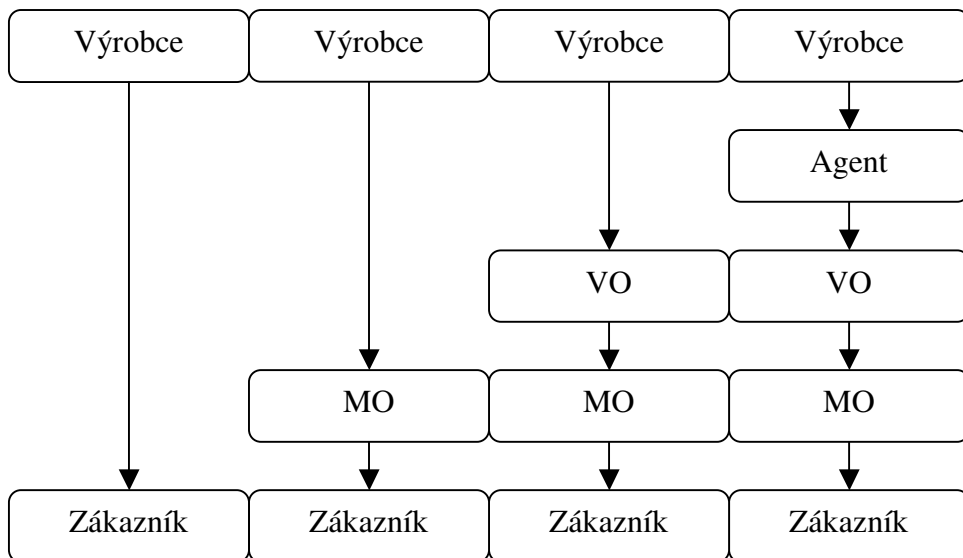 Výrobce Výrobce Výrobce Výrobce
Agent
VO VO
MO MO MO
Zákazník Zákazník Zákazník Zákazník